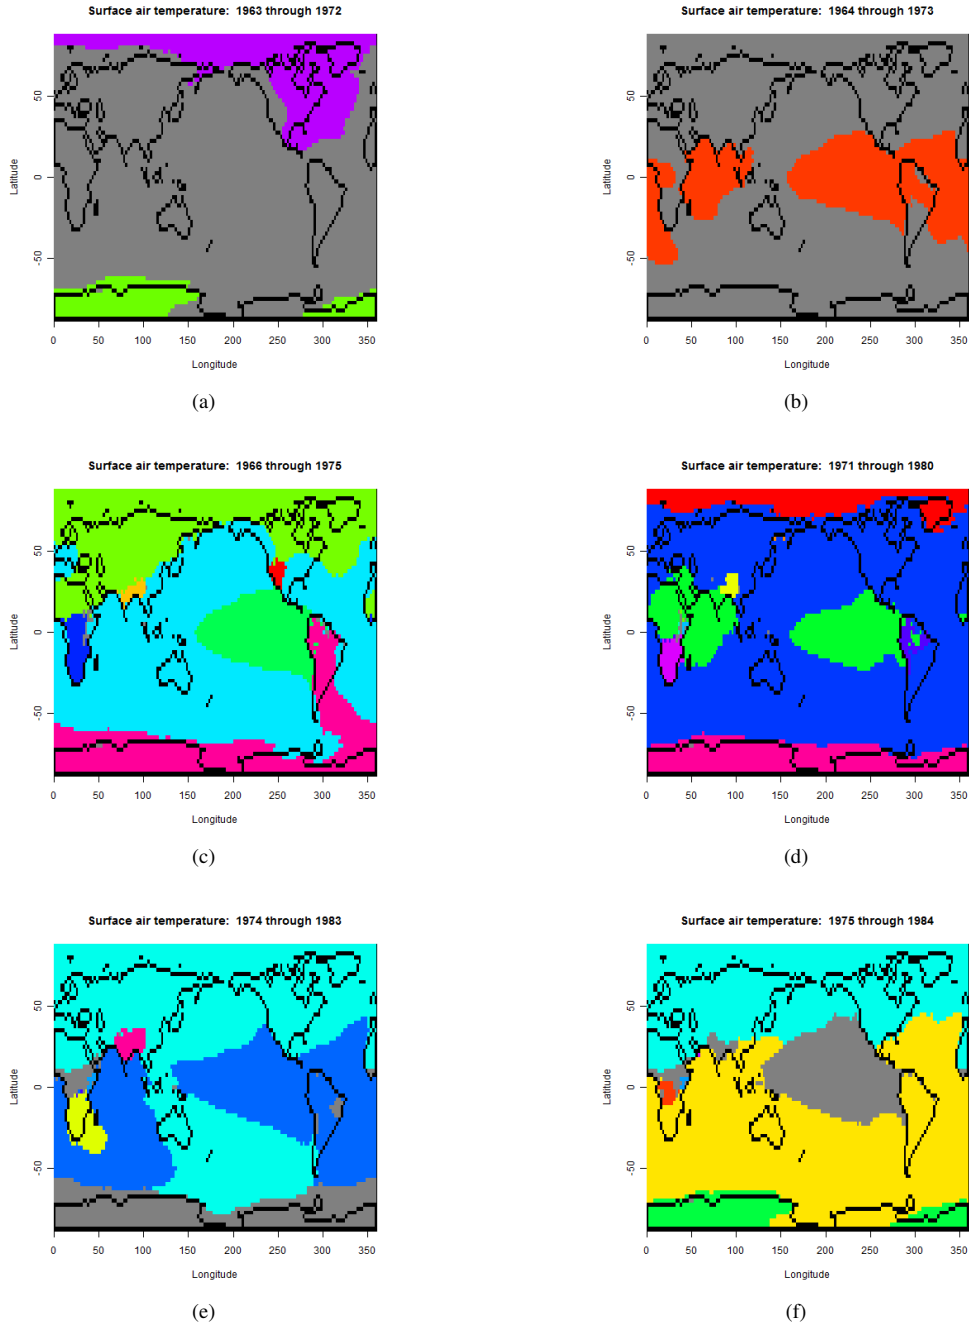 Surface air temperature:  1963 through 1972
Surface air temperature:  1964 through 1973
Latitude
50
0
-50
0 50 100 150 200 250 300 350
Longitude
Latitude
50
0
-50
0 50 100 150 200 250 300 350
Longitude
(a)
(b)
Surface air temperature:  1966 through 1975
Surface air temperature:  1971 through 1980
Latitude
50
0
-50
0 50 100 150 200 250 300 350
Longitude
Latitude
50
0
-50
0 50 100 150 200 250 300 350
Longitude
(c)
(d)
Surface air temperature:  1974 through 1983
Surface air temperature:  1975 through 1984
Latitude
50
0
-50
0 50 100 150 200 250 300 350
Longitude
Latitude
50
0
-50
0 50 100 150 200 250 300 350
Longitude
(e)
(f)